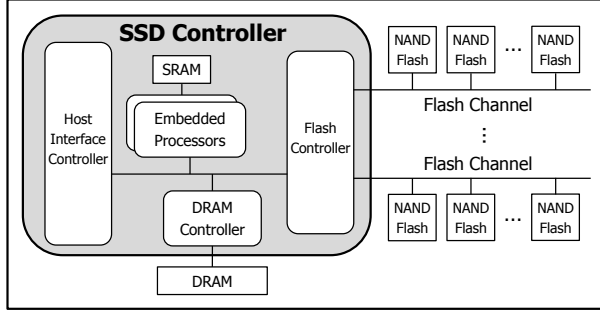 SSD Controller
Host
Interface
Controller
SRAM
Embedded
Processors
DRAM
Controller
DRAM
Flash
Controller
NAND
Flash
NAND
Flash
...
NAND
Flash
Flash Channel
...
Flash Channel
NAND
Flash
NAND
Flash
...
NAND
Flash